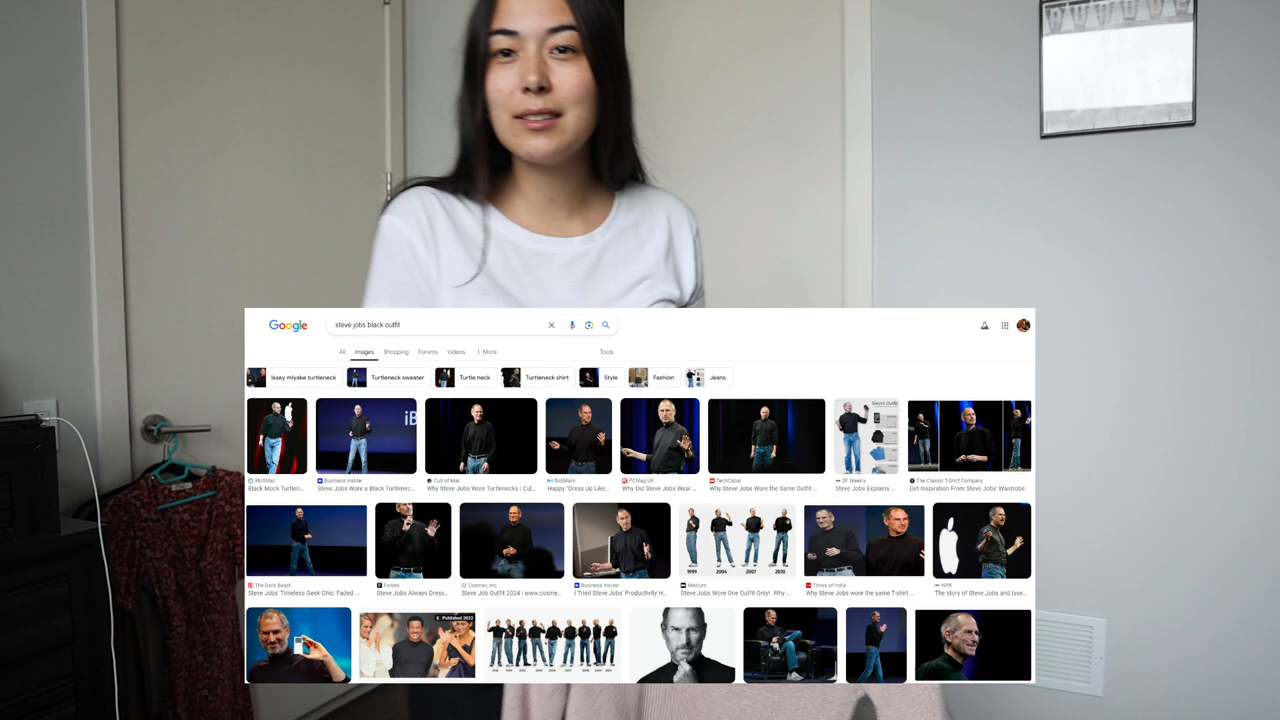 PURDUE
Google
steve jobs black outfit
All Images Shopping Forums Videos More Tools
Issey miyake turtleneck Turtleneck sweater Turtle neck Turtleneck shirt Style Fashion Jeans
iB
MoSMac Business Insider Cult of Mac RobMark PCMag UK TechCabal SF Weekly The Classic T-Shirt Company
Black Mock Turtlen... Steve Jobs Wore a Black Turtlenec... Why Steve Jobs Wore Turtlenecks | Cul... Happy "Dress Up Like... Why Did Steve Jobs Wear ... Why Steve Jobs Wore the Same Outfit ... Steve Jobs Explains ... Get Inspiration From Steve Jobs' Wardrobe
1999 2004 2007 2010
The Daily Beast Forbes Cosmec, Inc. Business Insider Medium Times of India NPR
Steve Jobs' Timeless Geek Chic: Faded ... Steve Jobs Always Dress... Steve Job Outfit 2024 | www.cosme... I Tried Steve Jobs' Productivity H... Steve Jobs Wore One Outfit Only!. Why ... Why Steve Jobs wore the same T-shirt ... The story of Steve Jobs and Isse...
Published 2022